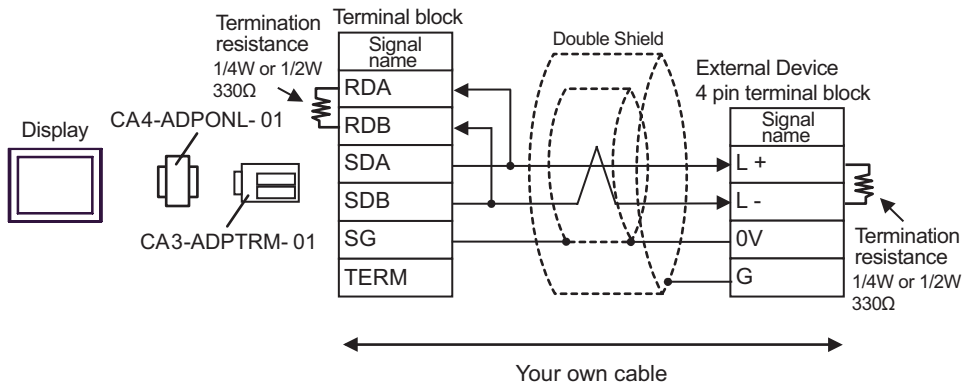 Termination
resistance
1/4W or 1/2W
330Ω
Terminal block
Signal
name
RDA
RDB
SDA
SDB
SG
TERM
Double Shield
External Device
4 pin terminal block
Signal
name
L +
L -
0V
G
Termination
resistance
1/4W or 1/2W
330Ω
Display
CA4-ADPONL- 01
CA3-ADPTRM- 01
Your own cable